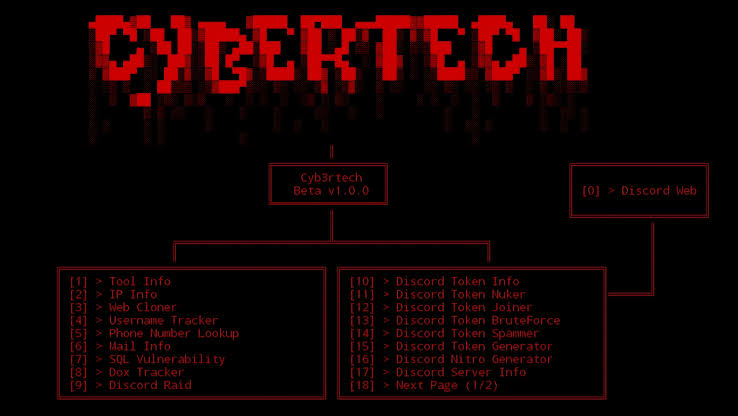 CYBERTECH
Cyb3rtech
Beta v1.0.0
[0] > Discord Web
[1] > Tool Info
[2] > IP Info
[3] > Web Cloner
[4] > Username Tracker
[5] > Phone Number Lookup
[6] > Wail Info
[7] > SQL Vulnerability
[8] > Dox Tracker
[9] > Discord Raid
[10] > Discord Token Info
[11] > Discord Token Nuker
[12] > Discord Token Joiner
[13] > Discord Token BruteForce
[14] > Discord Token Spammer
[15] > Discord Token Generator
[16] > Discord Nitro Generator
[17] > Discord Server Info
[18] > Next Page (1/2)